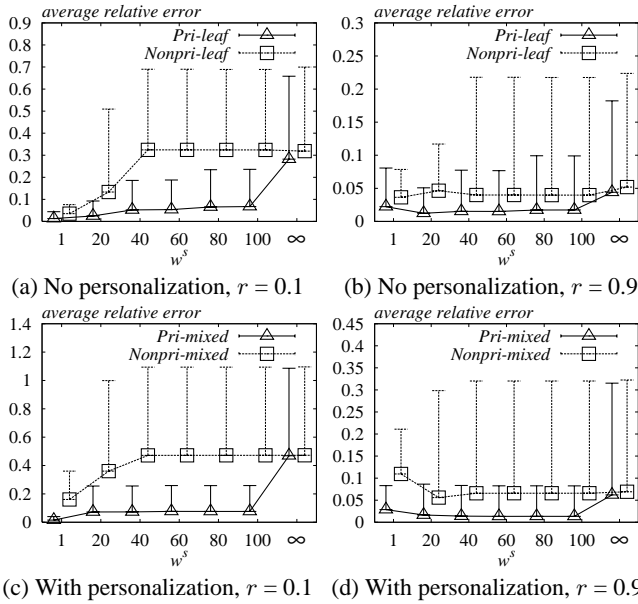 average relative error
0.9
0.8
0.7
0.6
0.5
0.4
0.3
0.2
0.1
0
Pri-leaf
Nonpri-leaf
1 20 40 60 80 100 ∞
w^s
(a) No personalization, r = 0.1
average relative error
0.3
0.25
0.2
0.15
0.1
0.05
0
Pri-leaf
Nonpri-leaf
1 20 40 60 80 100 ∞
w^s
(b) No personalization, r = 0.9
average relative error
1.4
1.2
1
0.8
0.6
0.4
0.2
0
Pri-mixed
Nonpri-mixed
1 20 40 60 80 100 ∞
w^s
(c) With personalization, r = 0.1
average relative error
0.45
0.4
0.35
0.3
0.25
0.2
0.15
0.1
0.05
0
Pri-mixed
Nonpri-mixed
1 20 40 60 80 100 ∞
w^s
(d) With personalization, r = 0.9